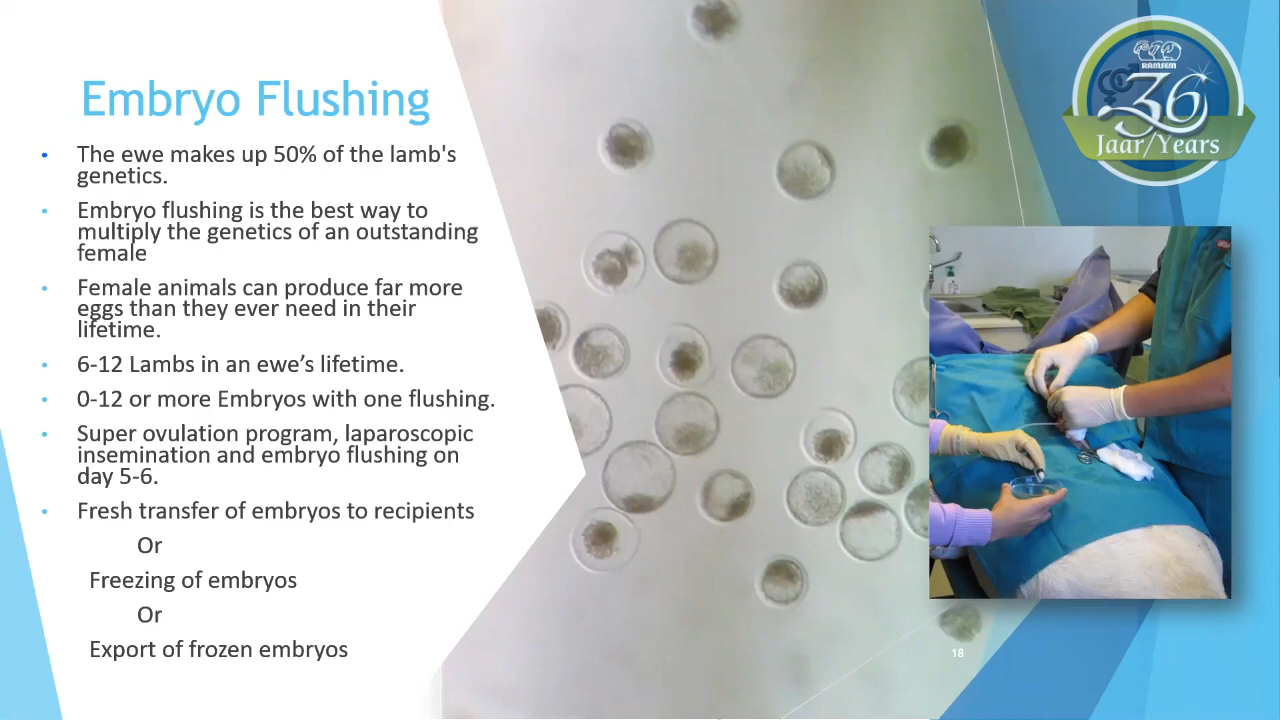 Embryo Flushing
• The ewe makes up 50% of the lamb's
genetics.
• Embryo flushing is the best way to
multiply the genetics of an outstanding
female
• Female animals can produce far more
eggs than they ever need in their
lifetime.
• 6-12 Lambs in an ewe’s lifetime.
• 0-12 or more Embryos with one flushing.
• Super ovulation program, laparoscopic
insemination and embryo flushing on
day 5-6.
• Fresh transfer of embryos to recipients
Or
Freezing of embryos
Or
Export of frozen embryos
RAMSEM
36
Jaar/Years
18